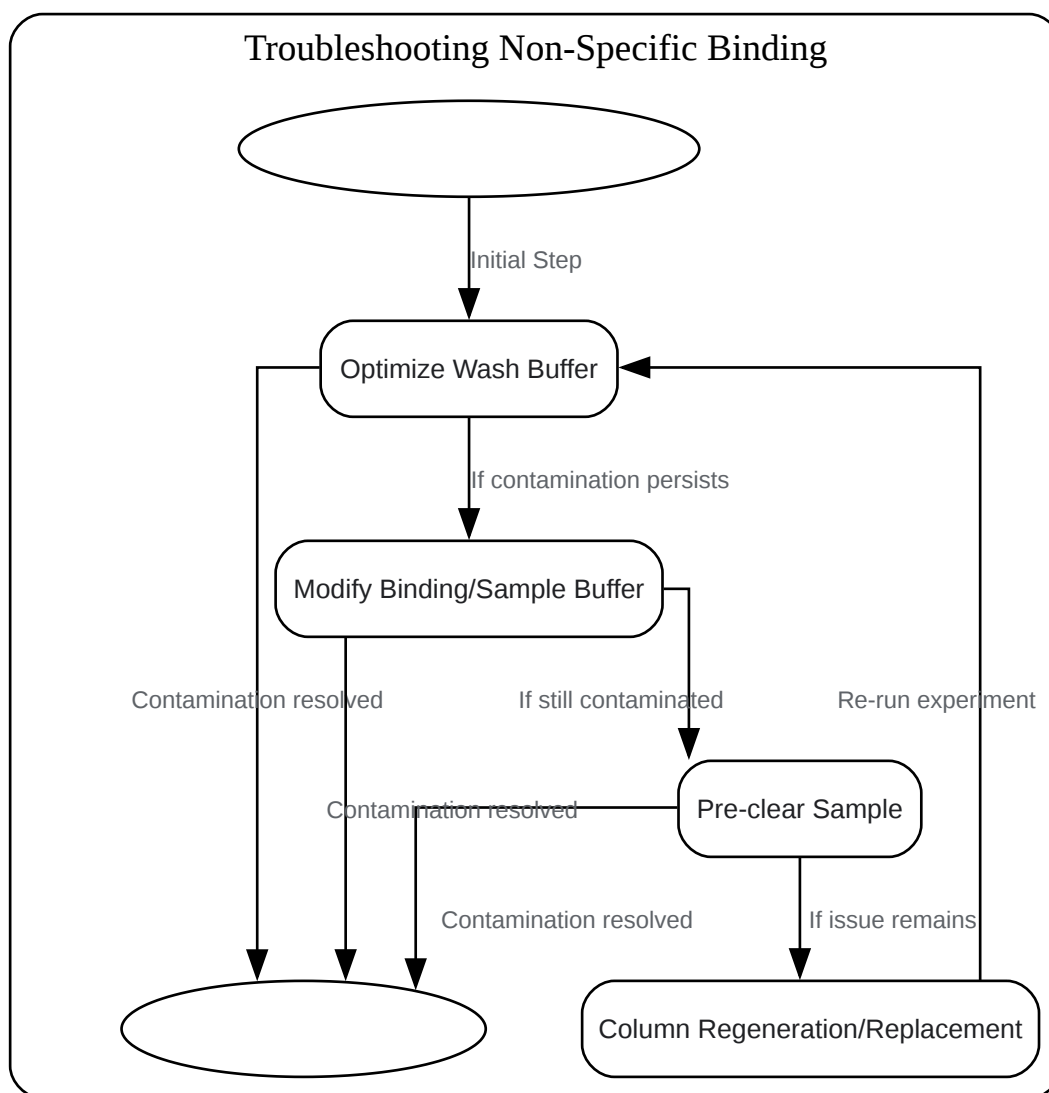 Troubleshooting Non-Specific Binding
Initial Step
Optimize Wash Buffer
If contamination persists
Modify Binding/Sample Buffer
Contamination resolved
If still contaminated
Re-run experiment
Contamination resolved
Pre-clear Sample
Contamination resolved
If issue remains
Column Regeneration/Replacement